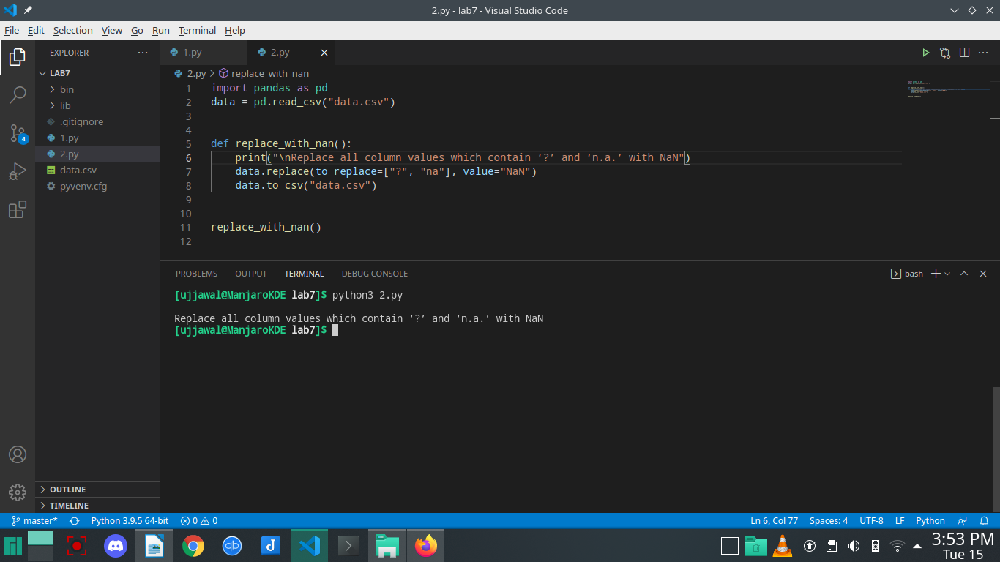 2.py - lab7 - Visual Studio Code
File Edit Selection View Go Run Terminal Help
EXPLORER
LAB7
bin
lib
.gitignore
1.py
2.py
data.csv
pyvenv.cfg
OUTLINE
TIMELINE
4
1.py 2.py
2.py replace_with_nan
1 import pandas as pd
2 data = pd.read_csv("data.csv")
3
4
5 def replace_with_nan():
6 print("\nReplace all column values which contain ‘?’ and ‘n.a.’ with NaN")
7 data.replace(to_replace=["?", "na"], value="NaN")
8 data.to_csv("data.csv")
9
10
11 replace_with_nan()
12
PROBLEMS OUTPUT TERMINAL DEBUG CONSOLE bash
[ujjawal@ManjaroKDE lab7]$ python3 2.py
Replace all column values which contain ‘?’ and ‘n.a.’ with NaN
[ujjawal@ManjaroKDE lab7]$
master* Python 3.9.5 64-bit 0 0 Ln 6, Col 77 Spaces: 4 UTF-8 LF Python
3:53 PM
Tue 15